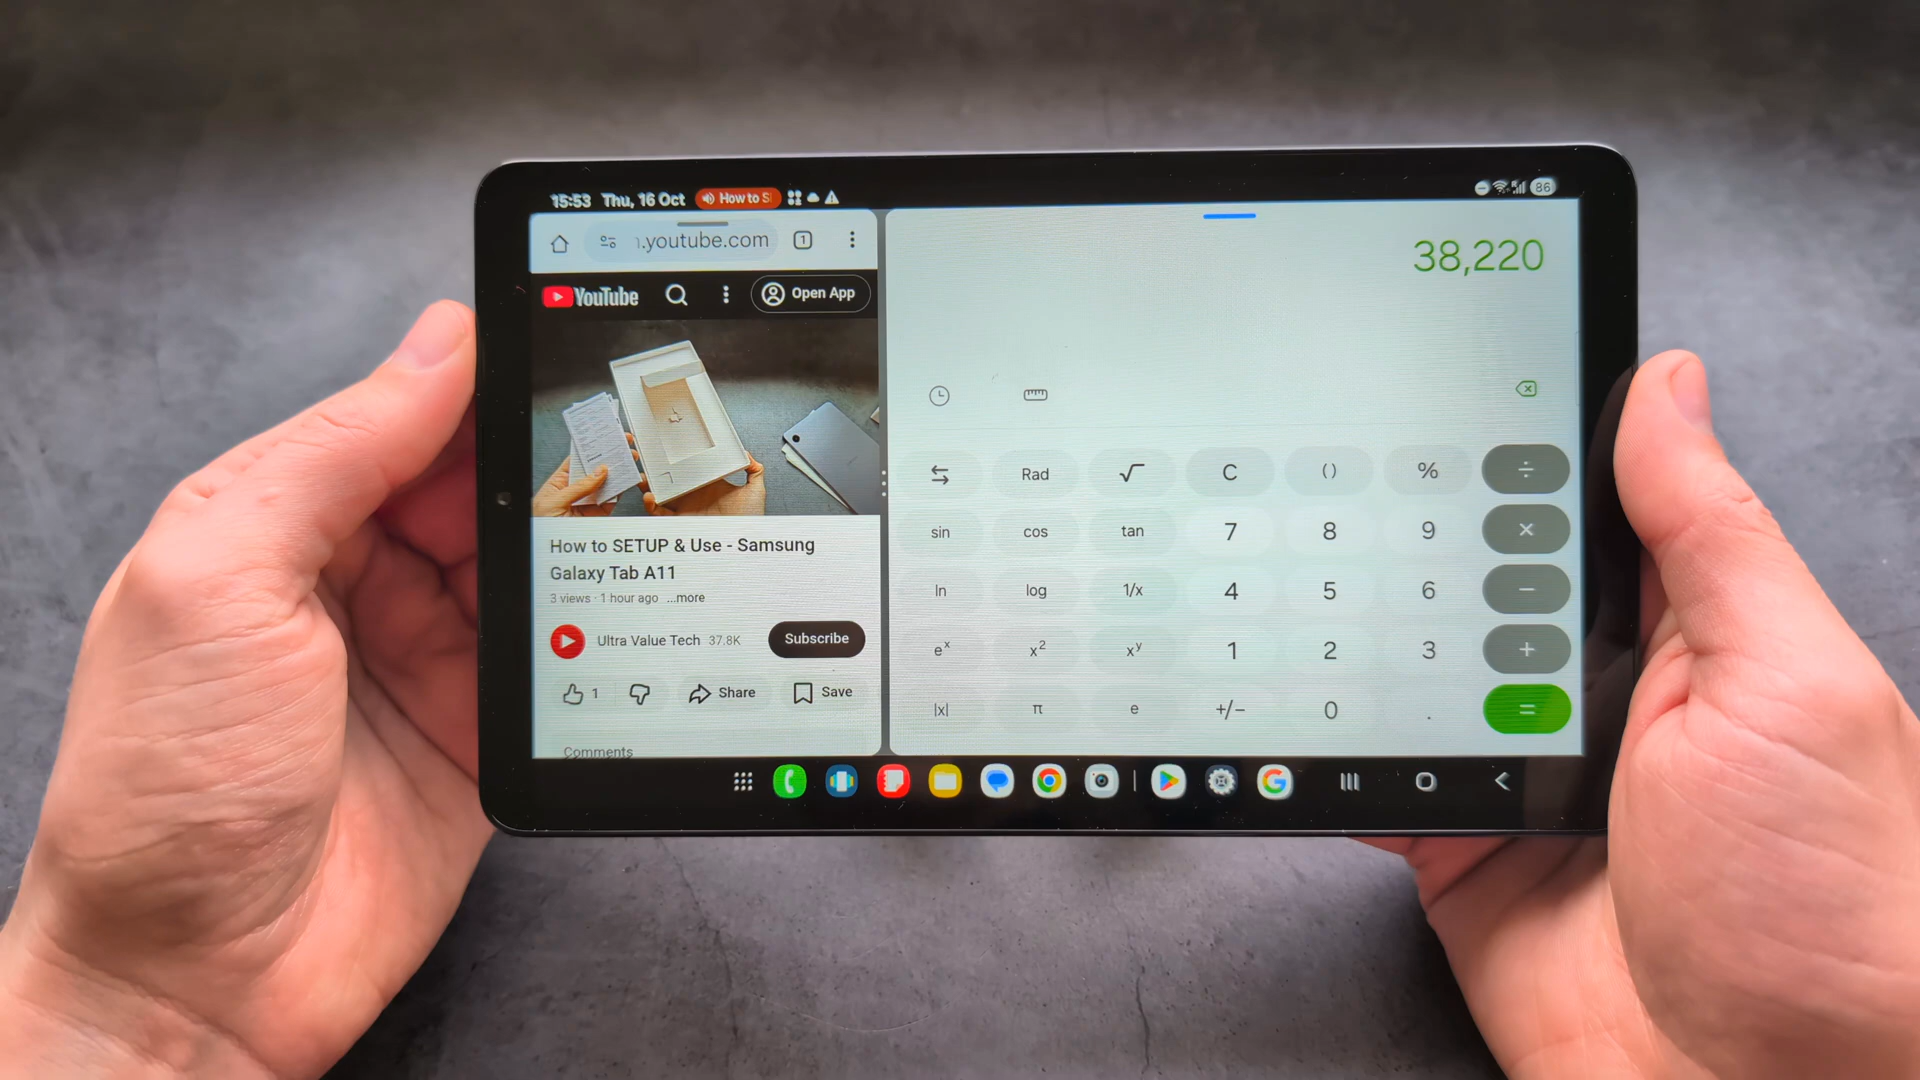 15:53 Thu, 16 Oct How to S
86
.youtube.com 1
YouTube Open App
How to SETUP & Use - Samsung
Galaxy Tab A11
3 views · 1 hour ago ...more
Ultra Value Tech 37.8K Subscribe
1 Share Save
Comments
38,220
Rad √ C () % ÷
sin cos tan 7 8 9 ×
ln log 1/x 4 5 6 −
eˣ x² xʸ 1 2 3 +
|x| π e +/− 0 . =